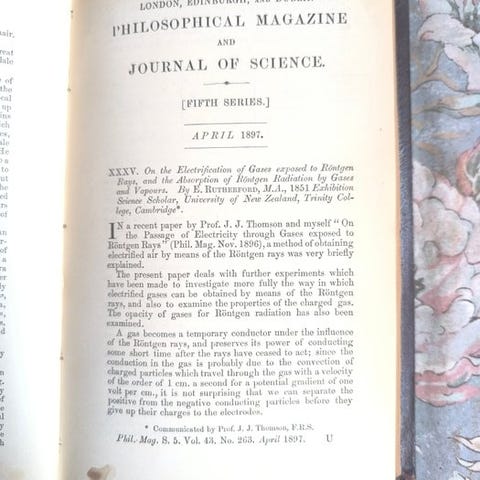 LONDON, EDINBURGH, AND DUBLIN
PHILOSOPHICAL MAGAZINE
AND
JOURNAL OF SCIENCE.
[FIFTH SERIES.]
APRIL 1897.
XXXV. On the Electrification of Gases exposed to Röntgen
Rays, and the Absorption of Röntgen Radiation by Gases
and Vapours. By E. RUTHERFORD, M.A., 1851 Exhibition
Science Scholar, University of New Zealand, Trinity Col-
lege, Cambridge*.
IN a recent paper by Prof. J. J. Thomson and myself "On
the Passage of Electricity through Gases exposed to
Röntgen Rays" (Phil. Mag. Nov. 1896), a method of obtaining
electrified air by means of the Röntgen rays was very briefly
explained.
The present paper deals with further experiments which
have been made to investigate more fully the way in which
electrified gases can be obtained by means of the Röntgen
rays, and also to examine the properties of the charged gas.
The opacity of gases for Röntgen radiation has also been
examined.
A gas becomes a temporary conductor under the influence
of the Röntgen rays, and preserves its power of conducting
some short time after the rays have ceased to act; since the
conduction in the gas is probably due to the convection of
charged particles which travel through the gas with a velocity
of the order of 1 cm. a second for a potential gradient of one
volt per cm., it is not surprising that we can separate the
positive from the negative conducting particles before they
give up their charges to the electrodes.
* Communicated by Prof. J. J. Thomson, F.R.S.
Phil. Mag. S. 5. Vol. 43. No. 263. April 1897. U